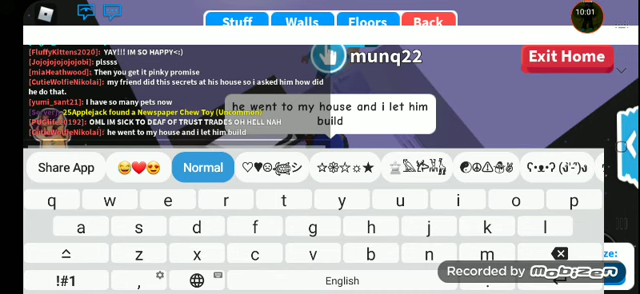 10:01
Stuff Walls Floors Back
[FluffyKittens2020]: YAY!!! IM SO HAPPY<:)
[Jojojojojojojobi]: plssss
[miaHeathwood]: Then you get it pinky promise
[CutieWolfieNikolai]: my friend did this secrets at his house so i asked him how did
he do that.
[yumi_sant21]: I have so many pets now
[Server]: 25Applejack found a Newspaper Chew Toy (Uncommon)
OML IM SICK TO DEAF OF TRUST TRADES OH HELL NAH
[CutieWolfieNikolai]: he went to my house and i let him build
munq22
Exit Home
he went to my house and i let him
build
Share App Normal
q w e r t y u i o p
a s d f g h j k l
z x c v b n m
!#1 , English .
ze:
Recorded by Mobizen